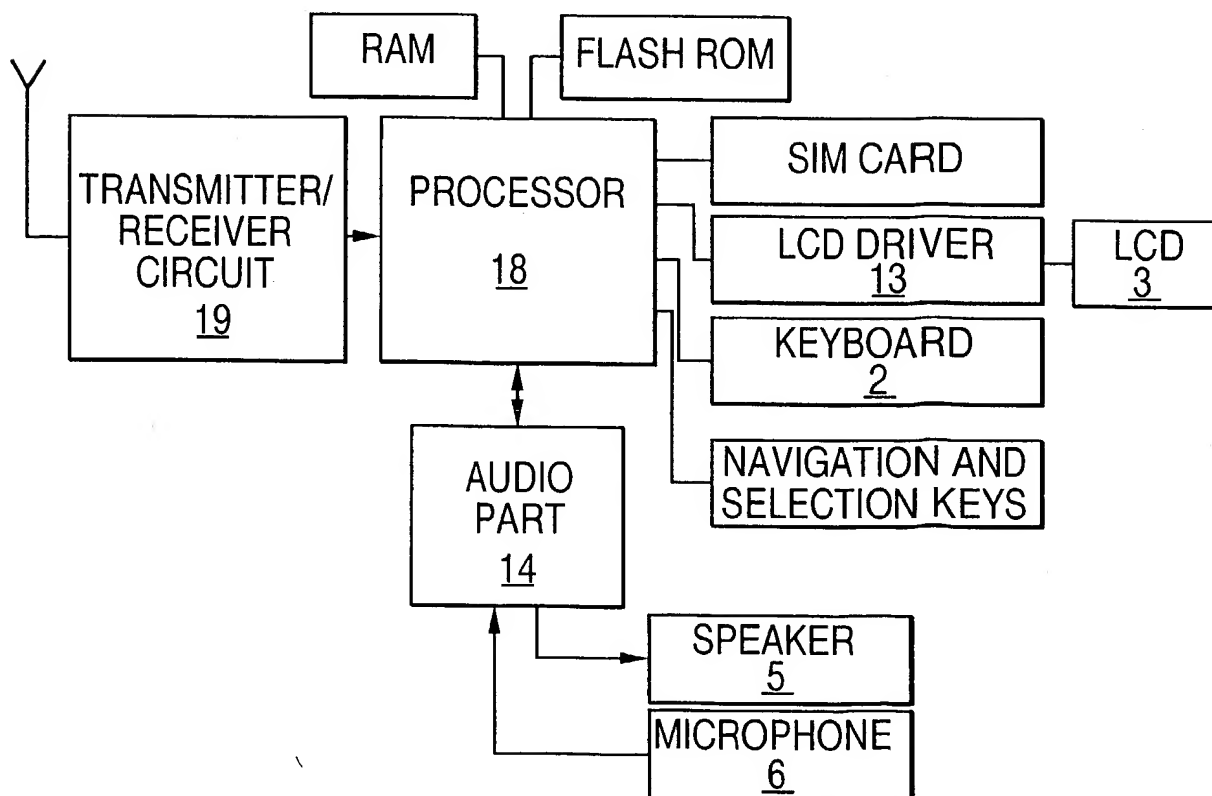 RAM
FLASH ROM
TRANSMITTER/
RECEIVER
CIRCUIT
19
PROCESSOR
18
SIM CARD
LCD DRIVER
13
LCD
3
KEYBOARD
2
NAVIGATION AND
SELECTION KEYS
AUDIO
PART
14
SPEAKER
5
MICROPHONE
6